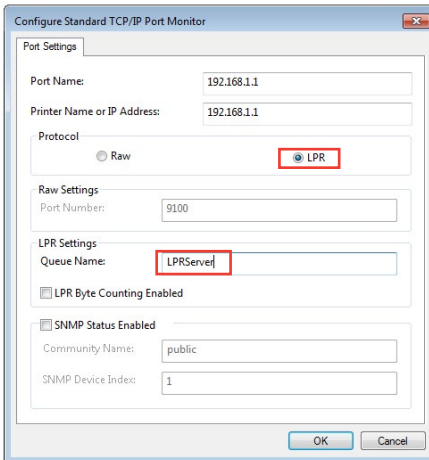 Configure Standard TCP/IP Port Monitor
Port Settings
Port Name: 192.168.1.1
Printer Name or IP Address: 192.168.1.1
Protocol
Raw LPR
Raw Settings
Port Number: 9100
LPR Settings
Queue Name: LPRServer
LPR Byte Counting Enabled
SNMP Status Enabled
Community Name: public
SNMP Device Index: 1
OK Cancel